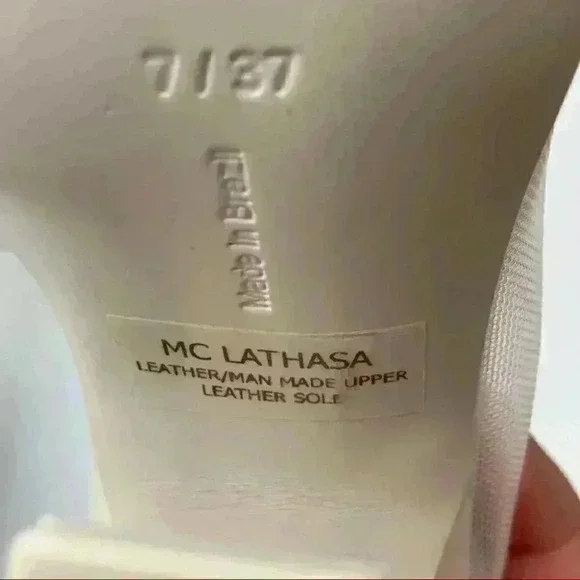 7 / 37
Made in Brazil
MC LATHASA
LEATHER/MAN MADE UPPER
LEATHER SOLE